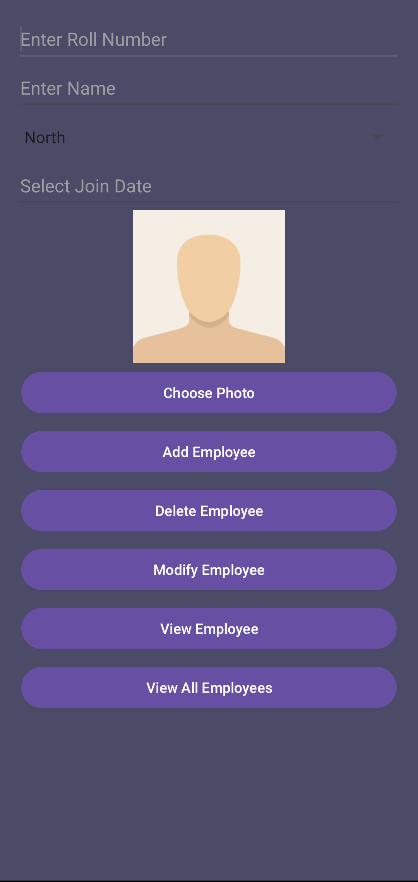 Enter Roll Number
Enter Name
North
Select Join Date
Choose Photo
Add Employee
Delete Employee
Modify Employee
View Employee
View All Employees